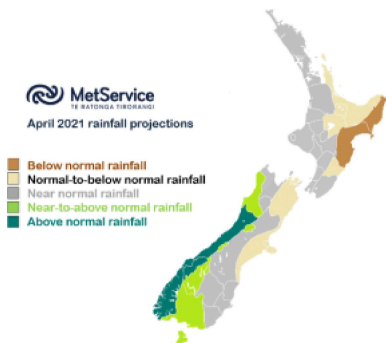 MetService
TE RATONGA TIRORANGI
April 2021 rainfall projections
Below normal rainfall
Normal-to-below normal rainfall
Near normal rainfall
Near-to-above normal rainfall
Above normal rainfall